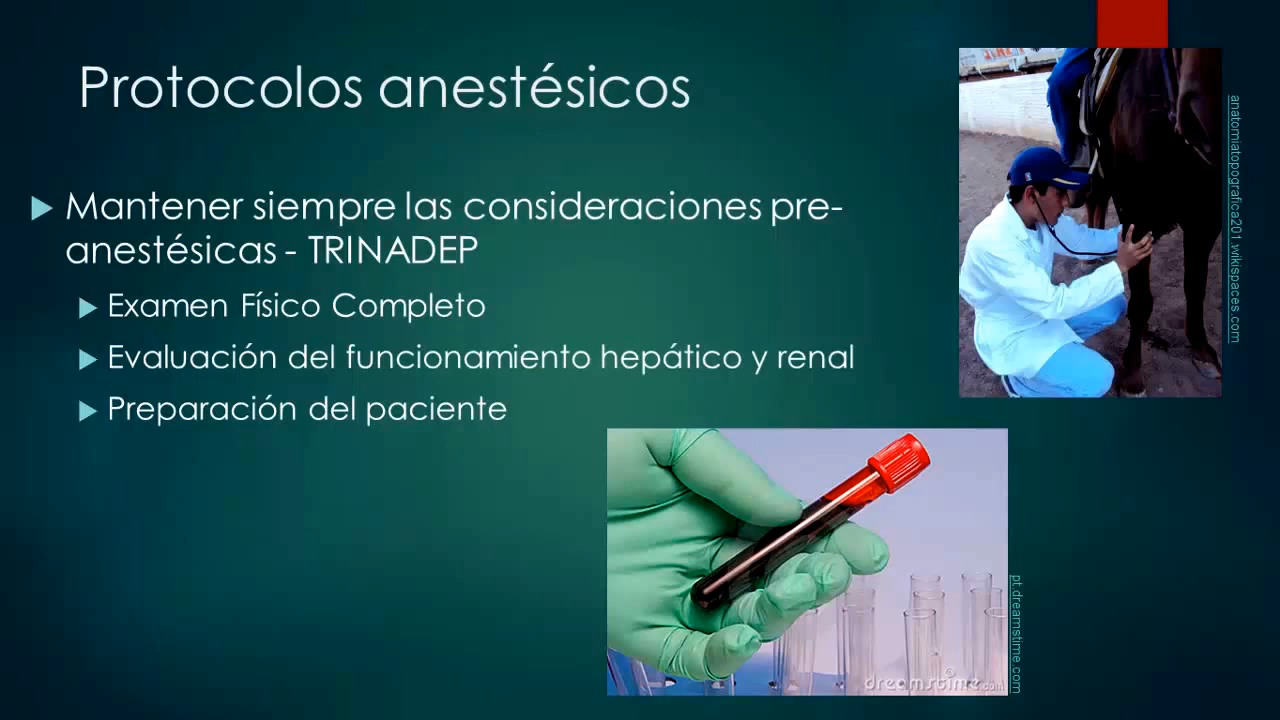 Protocolos anestésicos
Mantener siempre las consideraciones pre-
anestésicas - TRINADEP
Examen Físico Completo
Evaluación del funcionamiento hepático y renal
Preparación del paciente
anatomiatopografica201.wikispaces.com
pt.dreamstime.com
dreamstime.com